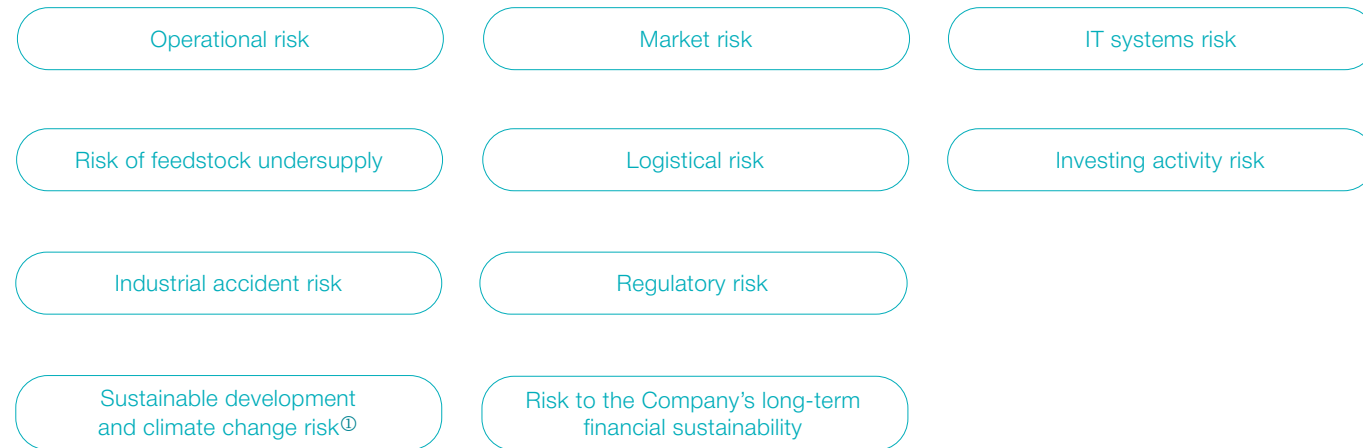 Operational risk
Market risk
IT systems risk
Risk of feedstock undersupply
Logistical risk
Investing activity risk
Industrial accident risk
Regulatory risk
Sustainable development
and climate change risk①
Risk to the Company’s long-term
financial sustainability